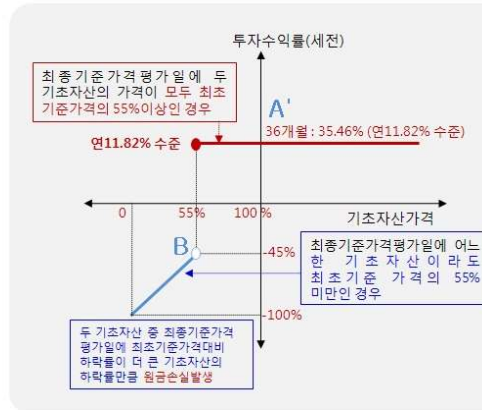 투자수익률(세전)
최종기준가격평가일에 두
기초자산의 가격이 모두 최초
기준가격의 55%이상인 경우
A'
36개월 : 35.46% (연11.82% 수준)
연11.82% 수준
0
55%
100 %
기초자산가격
B
-45%
최종기준가격평가일에 어느
한 기초자산이라도
최초기준 가격의 55%
미만인 경우
-100%
두 기초자산 중 최종기준가격
평가일에 최초기준가격대비
하락률이 더 큰 기초자산의
하락률만큼 원금손실발생